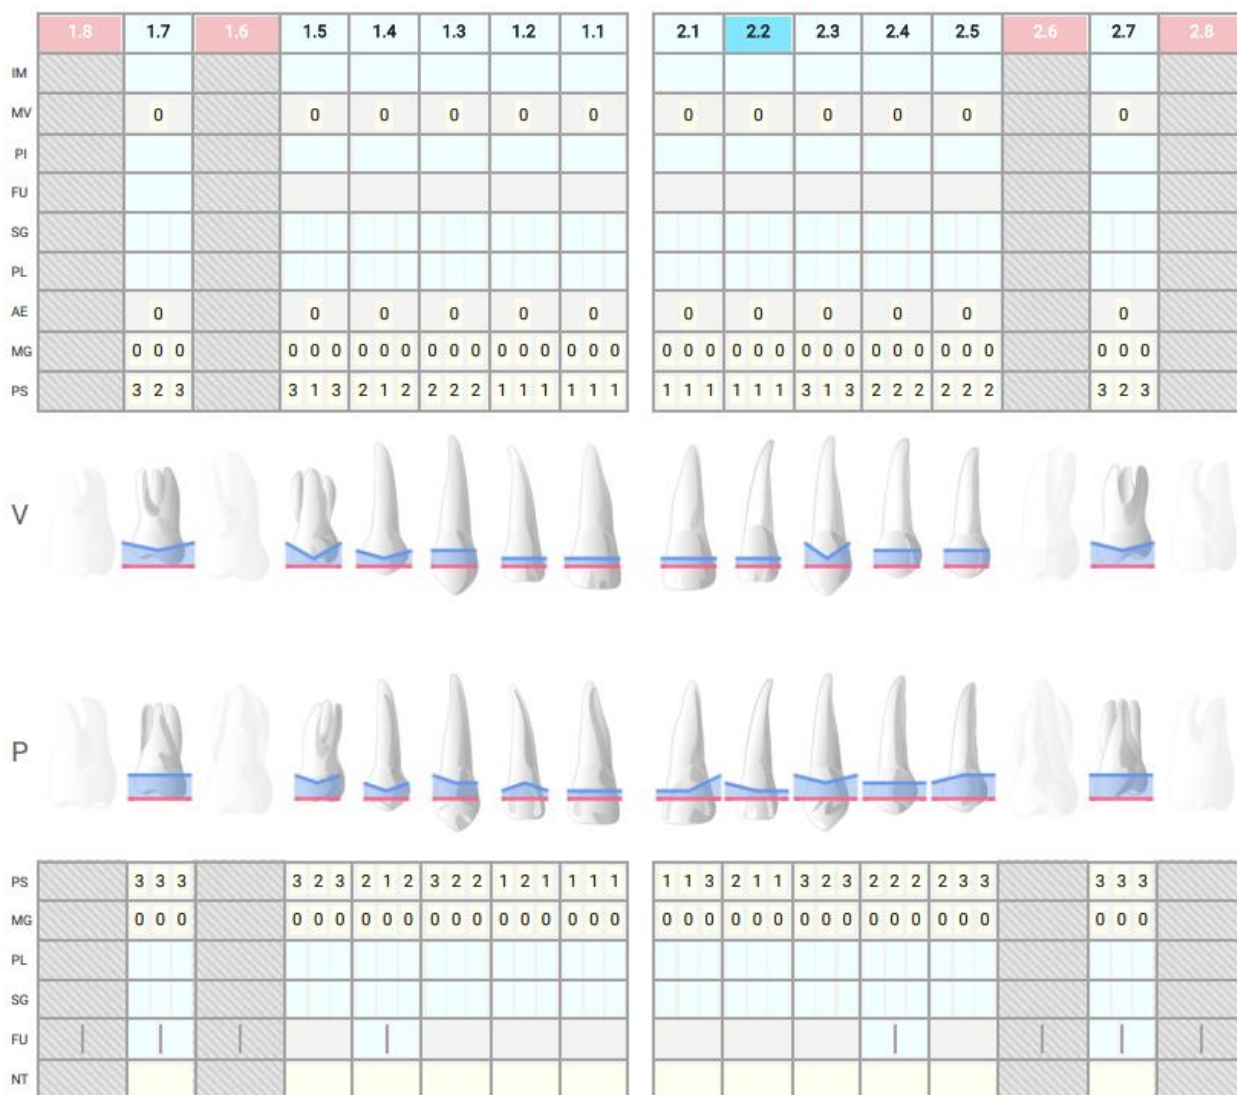 1.8 1.7 1.6 1.5 1.4 1.3 1.2 1.1 2.1 2.2 2.3 2.4 2.5 2.6 2.7 2.8
IM
MV 0 0 0 0 0 0 0 0 0 0 0 0
PI
FU
SG
PL
AE 0 0 0 0 0 0 0 0 0 0 0 0
MG 0 0 0 0 0 0 0 0 0 0 0 0 0 0 0 0 0 0 0 0 0 0 0 0 0 0 0 0 0 0 0 0 0 0 0 0
PS 3 2 3 3 1 3 2 1 2 2 2 2 1 1 1 1 1 1 1 1 1 1 1 1 3 1 3 2 2 2 2 2 2 3 2 3
V
P
PS 3 3 3 3 2 3 2 1 2 3 2 2 1 2 1 1 1 1 1 1 3 2 1 1 3 2 3 2 2 2 2 3 3 3 3 3
MG 0 0 0 0 0 0 0 0 0 0 0 0 0 0 0 0 0 0 0 0 0 0 0 0 0 0 0 0 0 0 0 0 0 0 0 0
PL
SG
FU | | | | | | | |
NT